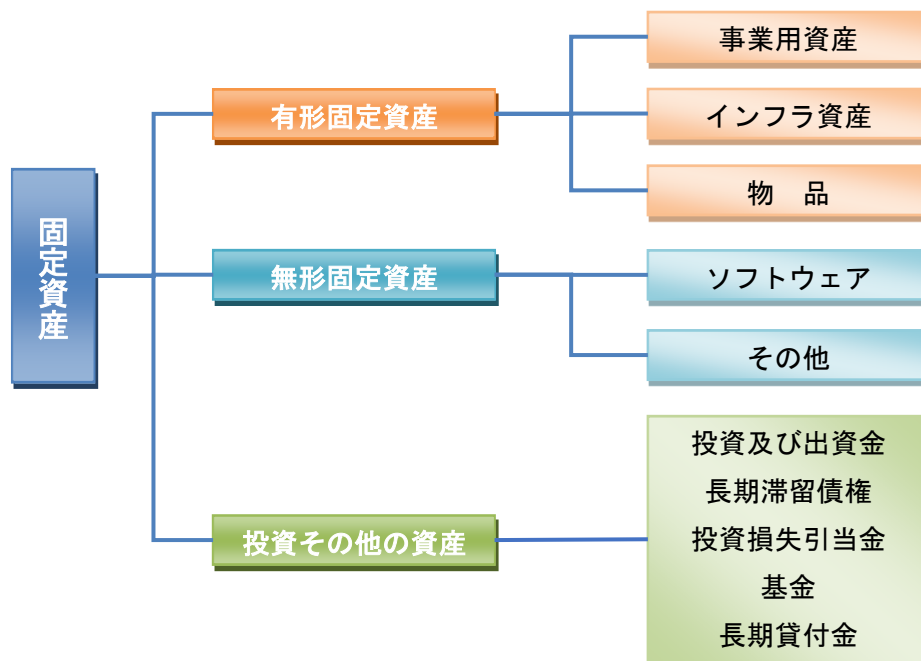 固定資産
有形固定資産
事業用資産
インフラ資産
物　品
無形固定資産
ソフトウェア
その他
投資その他の資産
投資及び出資金
長期滞留債権
投資損失引当金
基金
長期貸付金